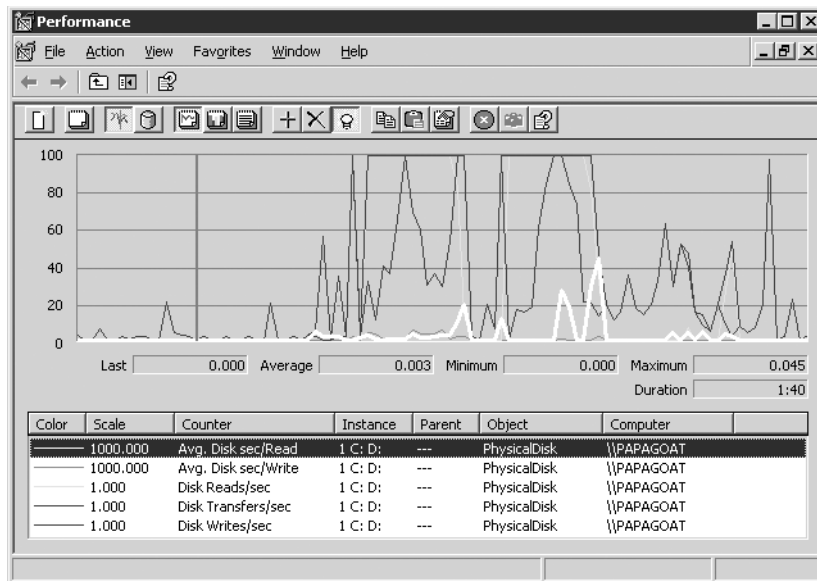 Performance
File Action View Favorites Window Help
100
80
60
40
20
0
Last 0.000 Average 0.003 Minimum 0.000 Maximum 0.045
Duration 1:40
Color Scale Counter Instance Parent Object Computer
1000.000 Avg. Disk sec/Read 1 C: D: --- PhysicalDisk \\PAPAGOAT
1000.000 Avg. Disk sec/Write 1 C: D: --- PhysicalDisk \\PAPAGOAT
1.000 Disk Reads/sec 1 C: D: --- PhysicalDisk \\PAPAGOAT
1.000 Disk Transfers/sec 1 C: D: --- PhysicalDisk \\PAPAGOAT
1.000 Disk Writes/sec 1 C: D: --- PhysicalDisk \\PAPAGOAT